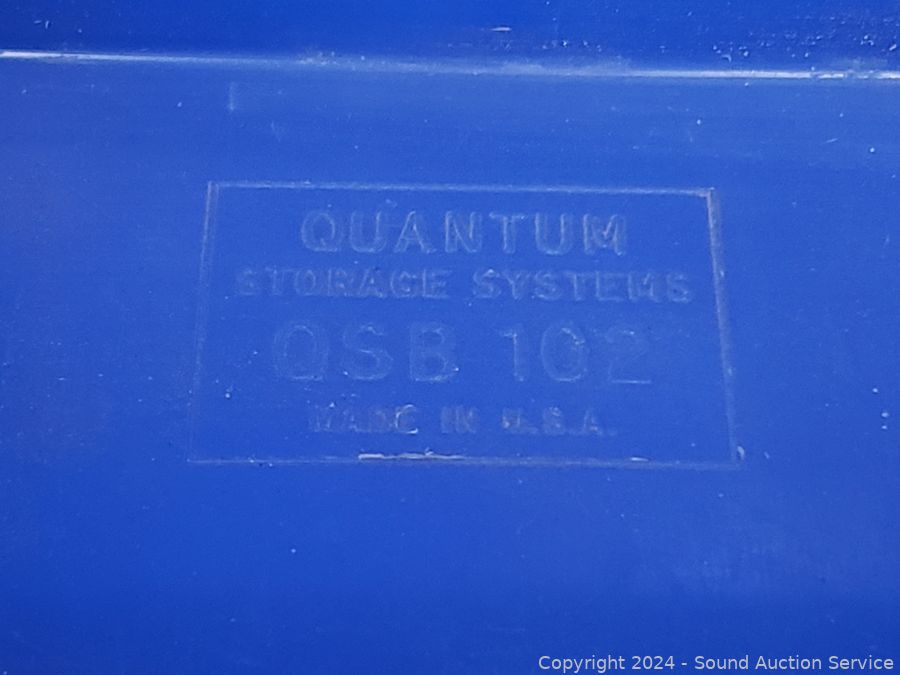 QUANTUM
STORAGE SYSTEMS
QSB 102
MADE IN U.S.A.
Copyright © 2024 - Sound Auction Service